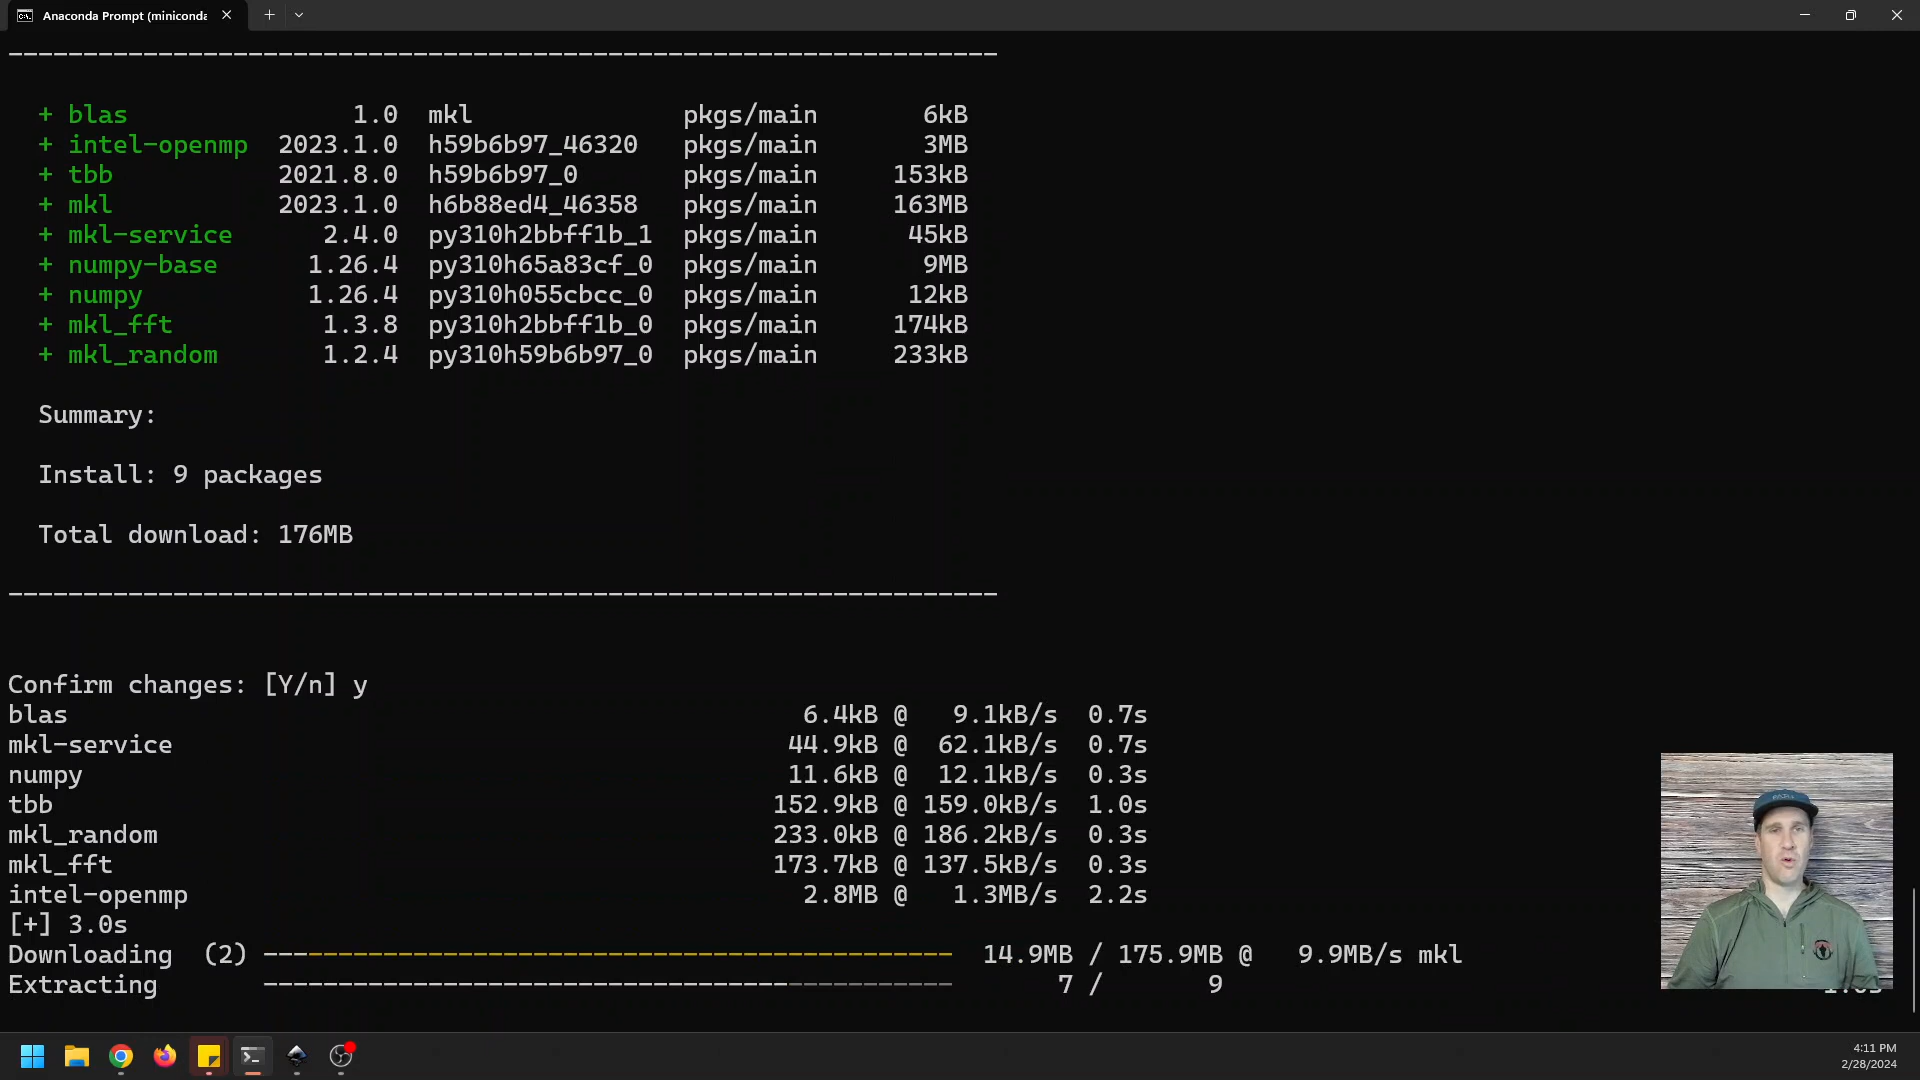 Anaconda Prompt (minicond
+ blas 1.0 mkl pkgs/main 6kB
+ intel-openmp 2023.1.0 h59b6b97_46320 pkgs/main 3MB
+ tbb 2021.8.0 h59b6b97_0 pkgs/main 153kB
+ mkl 2023.1.0 h6b88ed4_46358 pkgs/main 163MB
+ mkl-service 2.4.0 py310h2bbff1b_1 pkgs/main 45kB
+ numpy-base 1.26.4 py310h65a83cf_0 pkgs/main 9MB
+ numpy 1.26.4 py310h055cbcc_0 pkgs/main 12kB
+ mkl_fft 1.3.8 py310h2bbff1b_0 pkgs/main 174kB
+ mkl_random 1.2.4 py310h59b6b97_0 pkgs/main 233kB
Summary:
Install: 9 packages
Total download: 176MB
Confirm changes: [Y/n] y
blas 6.4kB @ 9.1kB/s 0.7s
mkl-service 44.9kB @ 62.1kB/s 0.7s
numpy 11.6kB @ 12.1kB/s 0.3s
tbb 152.9kB @ 159.0kB/s 1.0s
mkl_random 233.0kB @ 186.2kB/s 0.3s
mkl_fft 173.7kB @ 137.5kB/s 0.3s
intel-openmp 2.8MB @ 1.3MB/s 2.2s
[+] 3.0s
Downloading (2) 14.9MB / 175.9MB @ 9.9MB/s mkl
Extracting 7 / 9
4:11 PM
2/28/2024